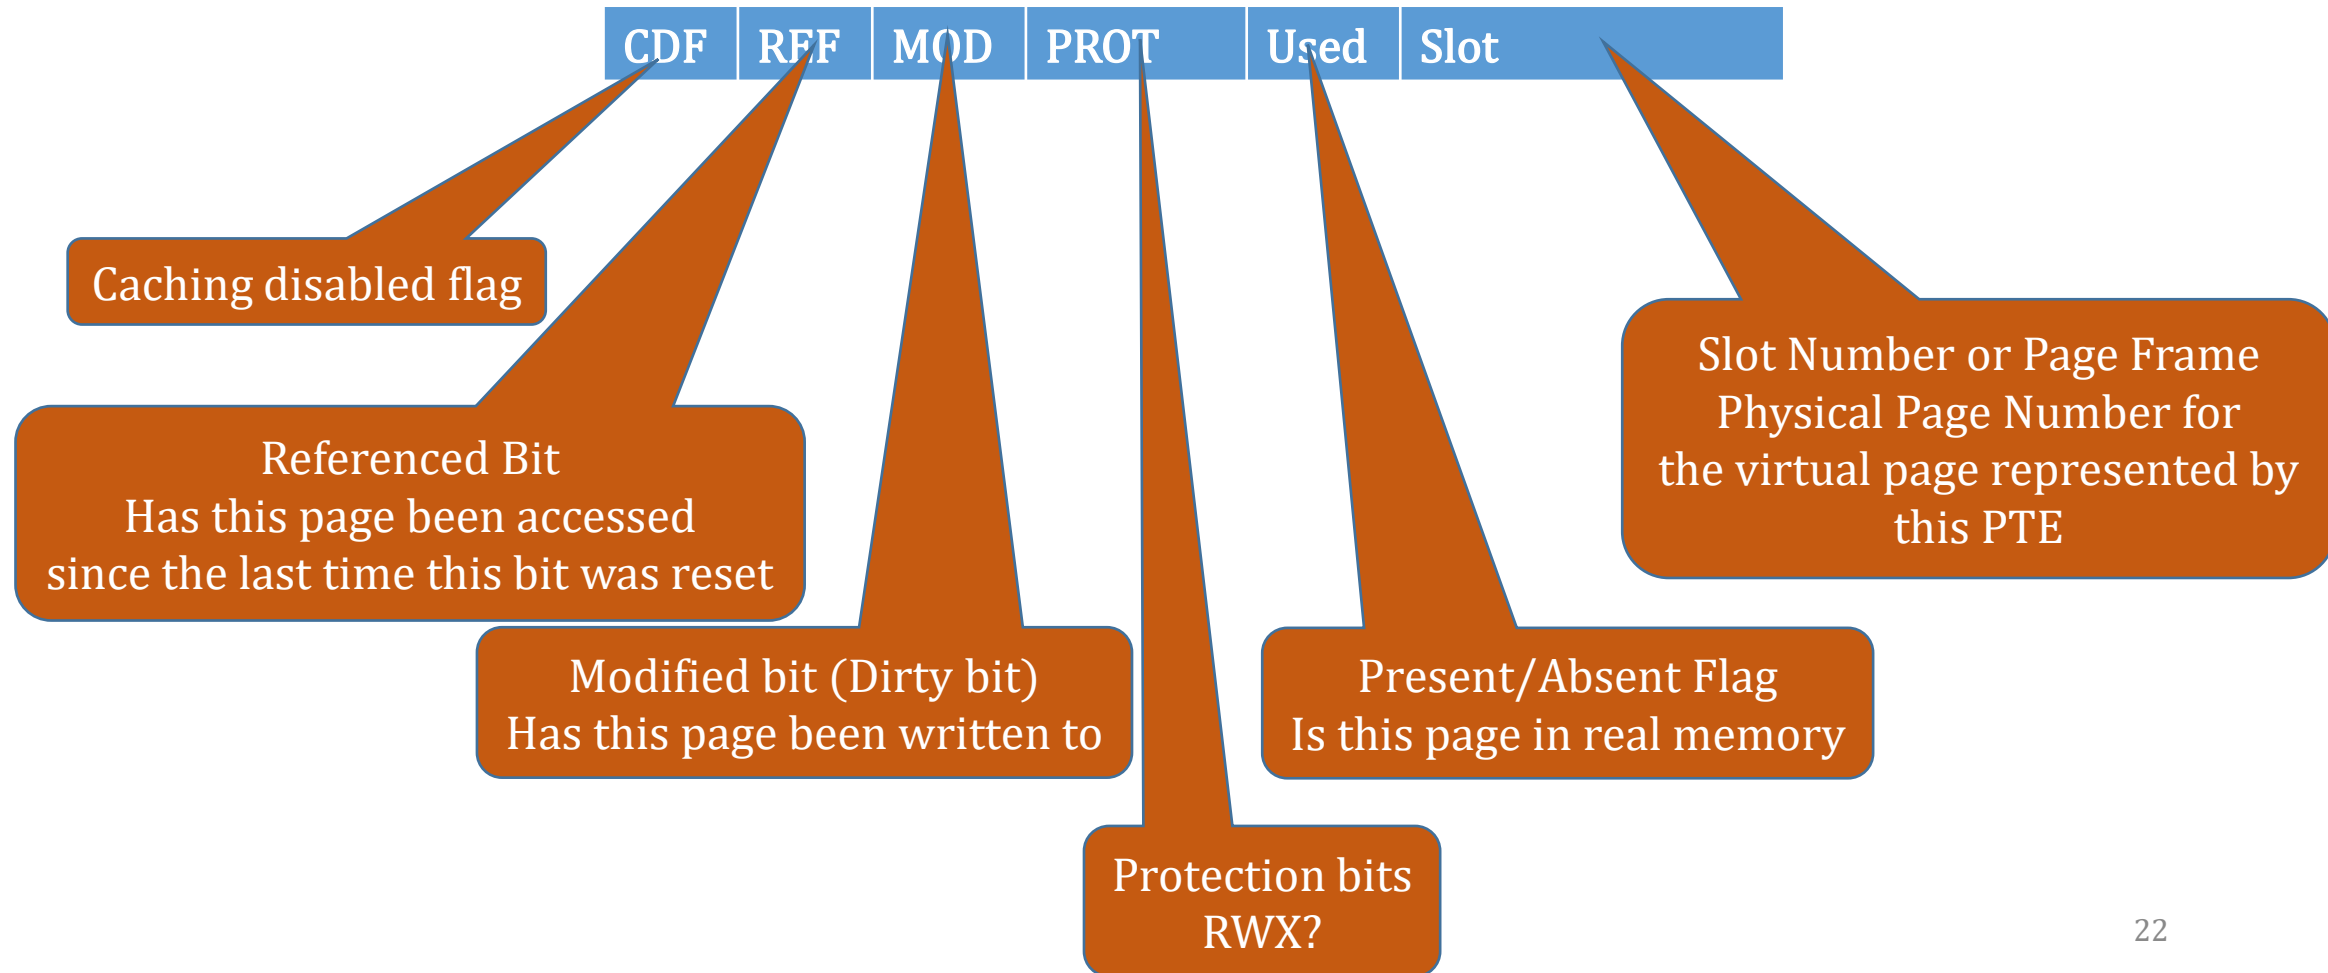 CDF REF MOD PROT Used Slot
Caching disabled flag
Referenced Bit
Has this page been accessed
since the last time this bit was reset
Modified bit (Dirty bit)
Has this page been written to
Protection bits
RWX?
Present/Absent Flag
Is this page in real memory
Slot Number or Page Frame
Physical Page Number for
the virtual page represented by
this PTE
22